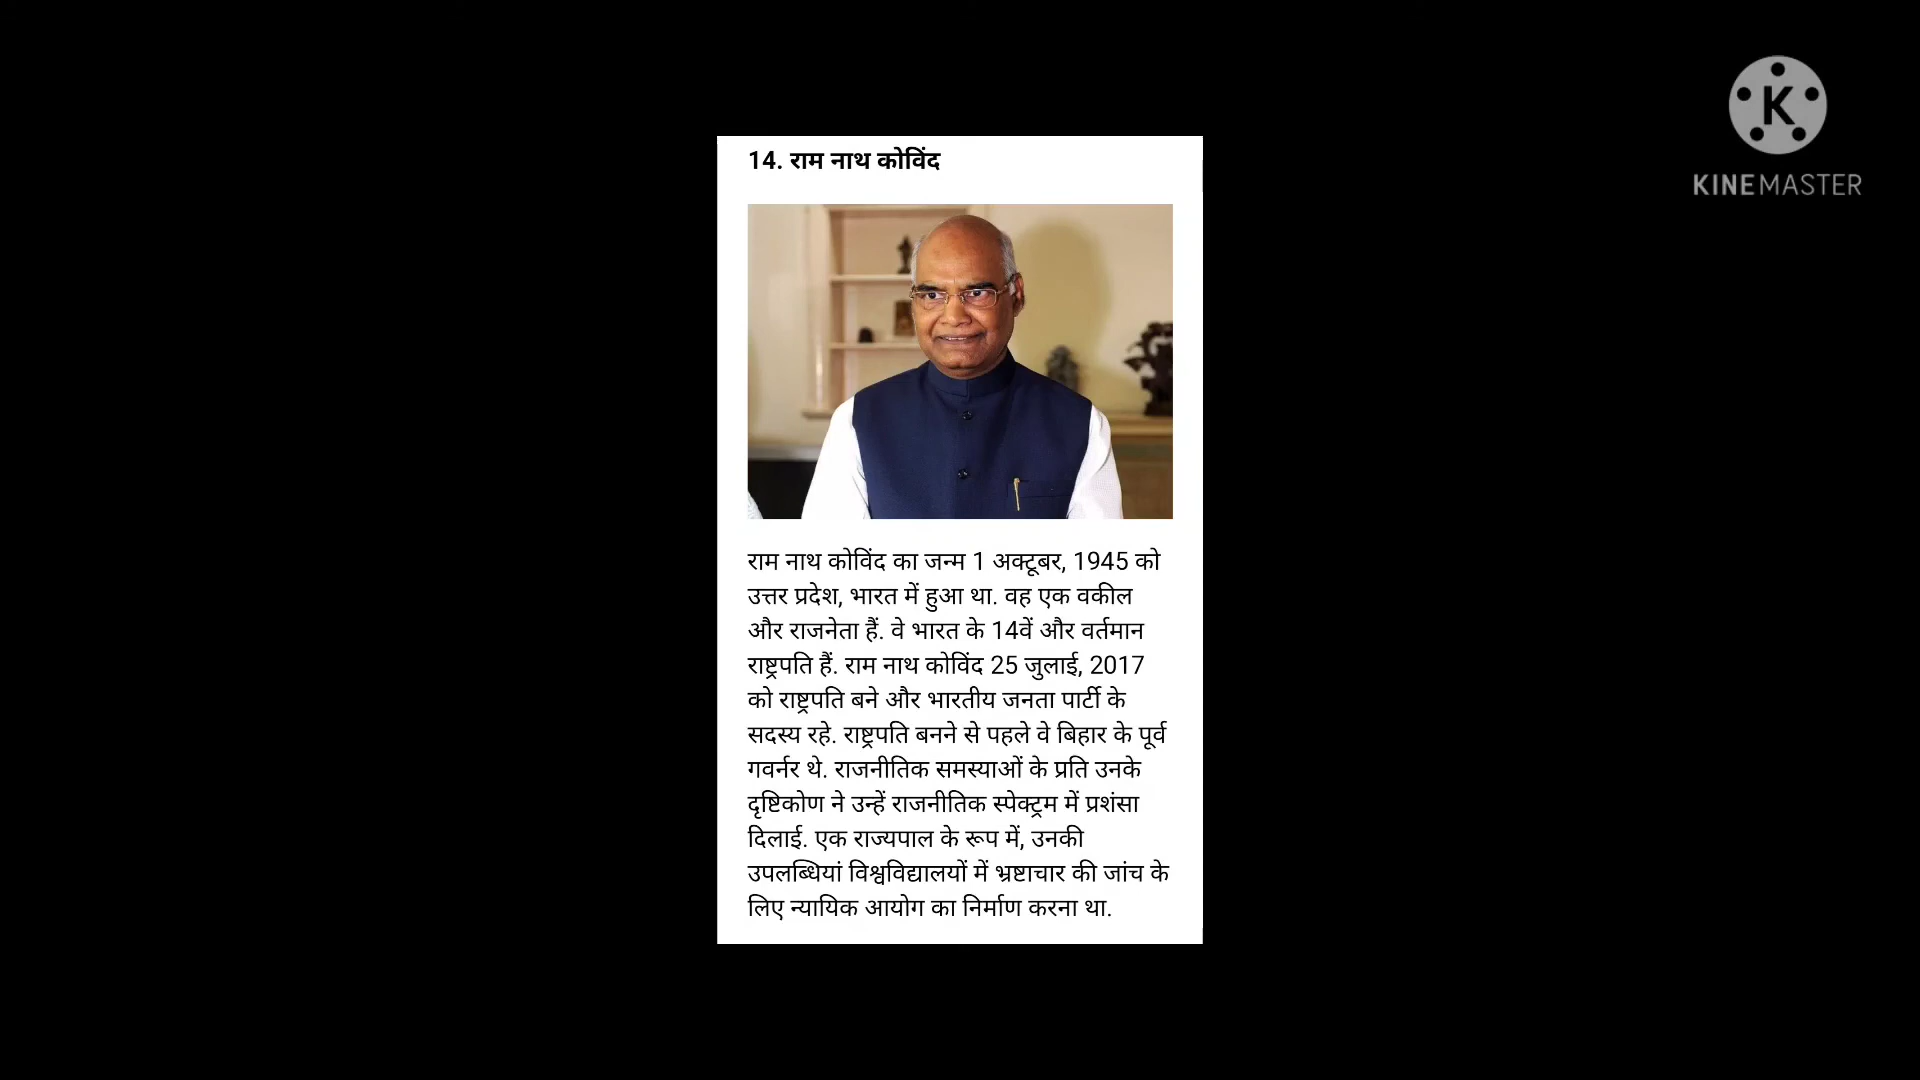 14. राम नाथ कोविंद
राम नाथ कोविंद का जन्म 1 अक्टूबर, 1945 को
उत्तर प्रदेश, भारत में हुआ था. वह एक वकील
और राजनेता हैं. वे भारत के 14वें और वर्तमान
राष्ट्रपति हैं. राम नाथ कोविंद 25 जुलाई, 2017
को राष्ट्रपति बने और भारतीय जनता पार्टी के
सदस्य रहे. राष्ट्रपति बनने से पहले वे बिहार के पूर्व
गवर्नर थे. राजनीतिक समस्याओं के प्रति उनके
दृष्टिकोण ने उन्हें राजनीतिक स्पेक्ट्रम में प्रशंसा
दिलाई. एक राज्यपाल के रूप में, उनकी
उपलब्धियां विश्वविद्यालयों में भ्रष्टाचार की जांच के
लिए न्यायिक आयोग का निर्माण करना था.
K
KINEMASTER